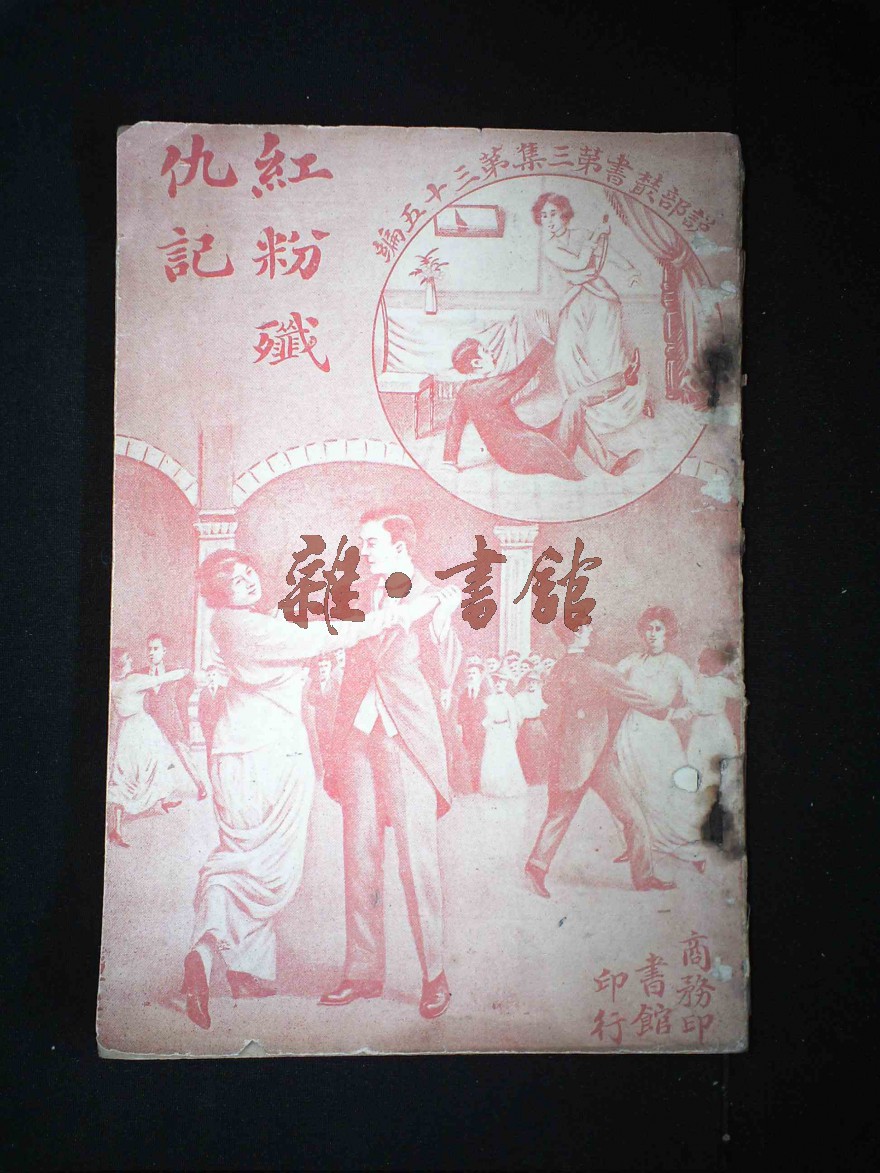 說部叢書第三集第三十五編
紅粉殲
仇記
雜·書館
商務印
書館
印行